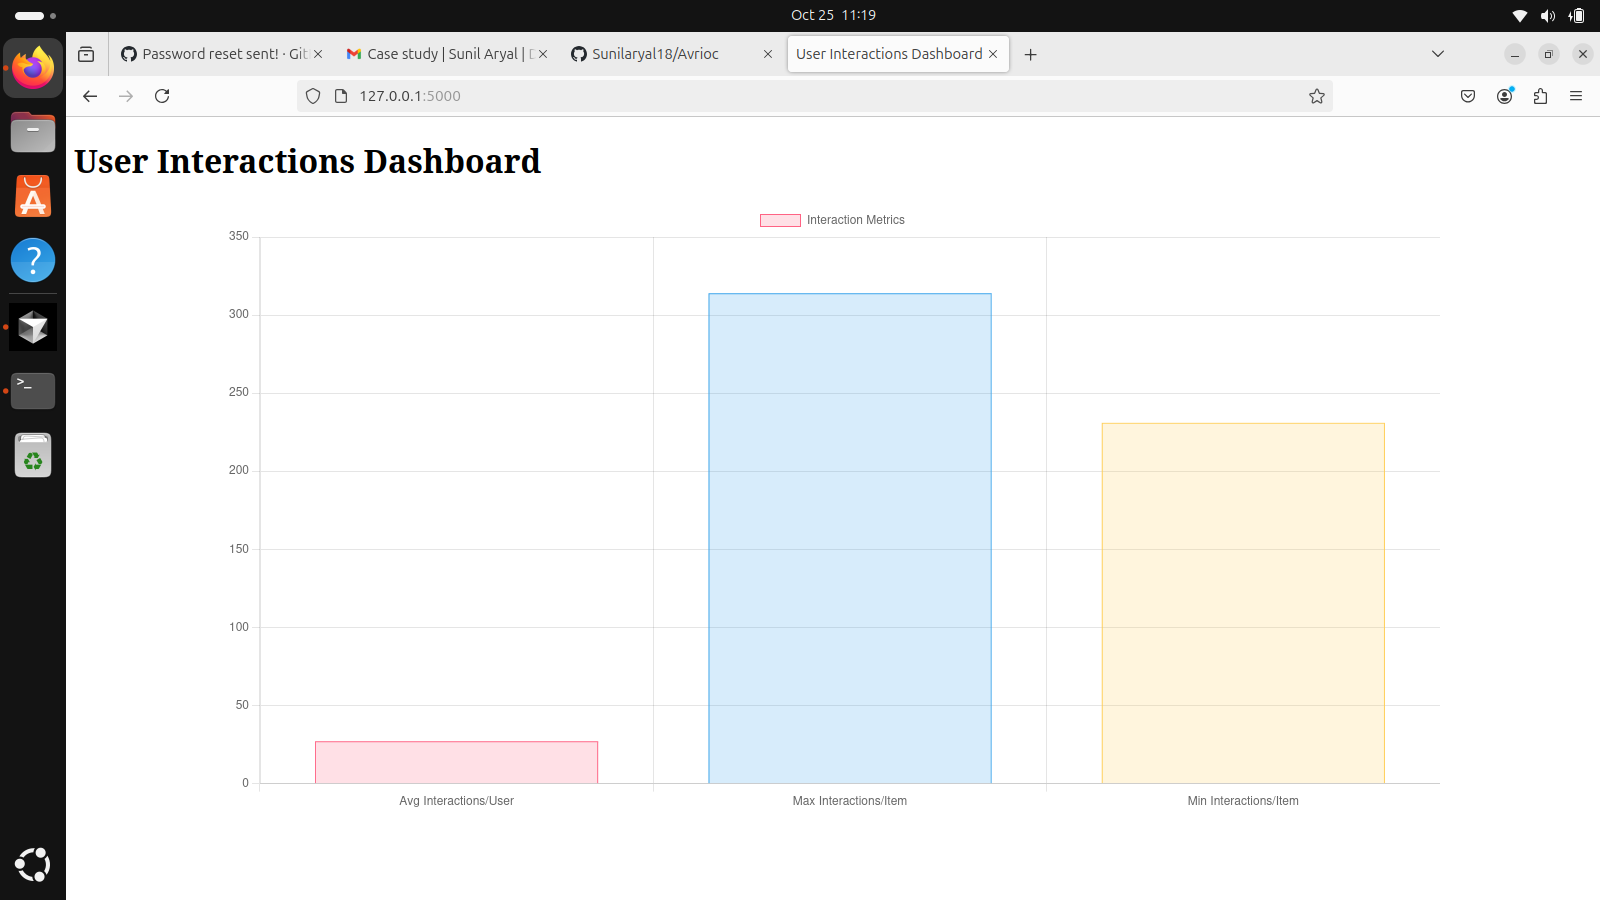 Oct 25 11:19
Password reset sent! · Git
Case study | Sunil Aryal |
Sunilaryal18/Avrioc
User Interactions Dashboard
127.0.0.1:5000
User Interactions Dashboard
Interaction Metrics
350
300
250
200
150
100
50
0
Avg Interactions/User
Max Interactions/Item
Min Interactions/Item